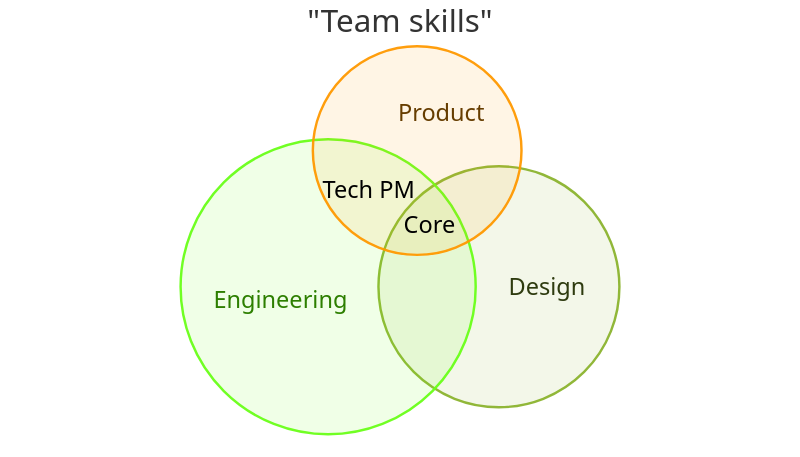 "Team skills"
Product
Tech PM
Core
Engineering
Design